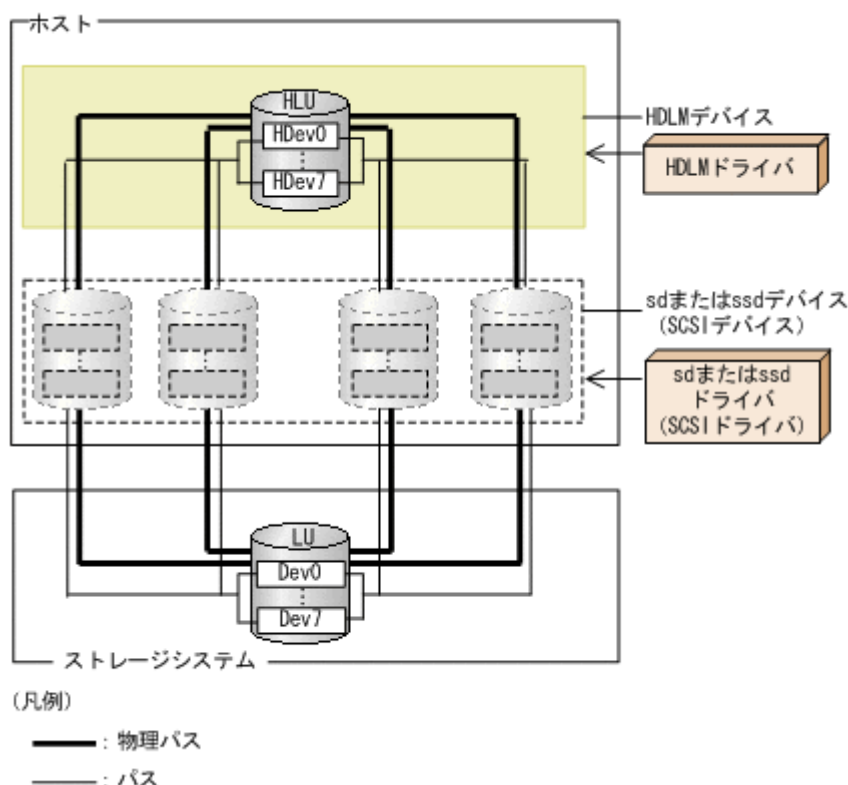 ホスト
HLU
HDev0
HDev7
HDLMデバイス
HDLMドライバ
sdまたはssdデバイス
(SCSIデバイス)
sdまたはssd
ドライバ
(SCSIドライバ)
LU
Dev0
Dev7
ストレージシステム
(凡例)
: 物理パス
: パス